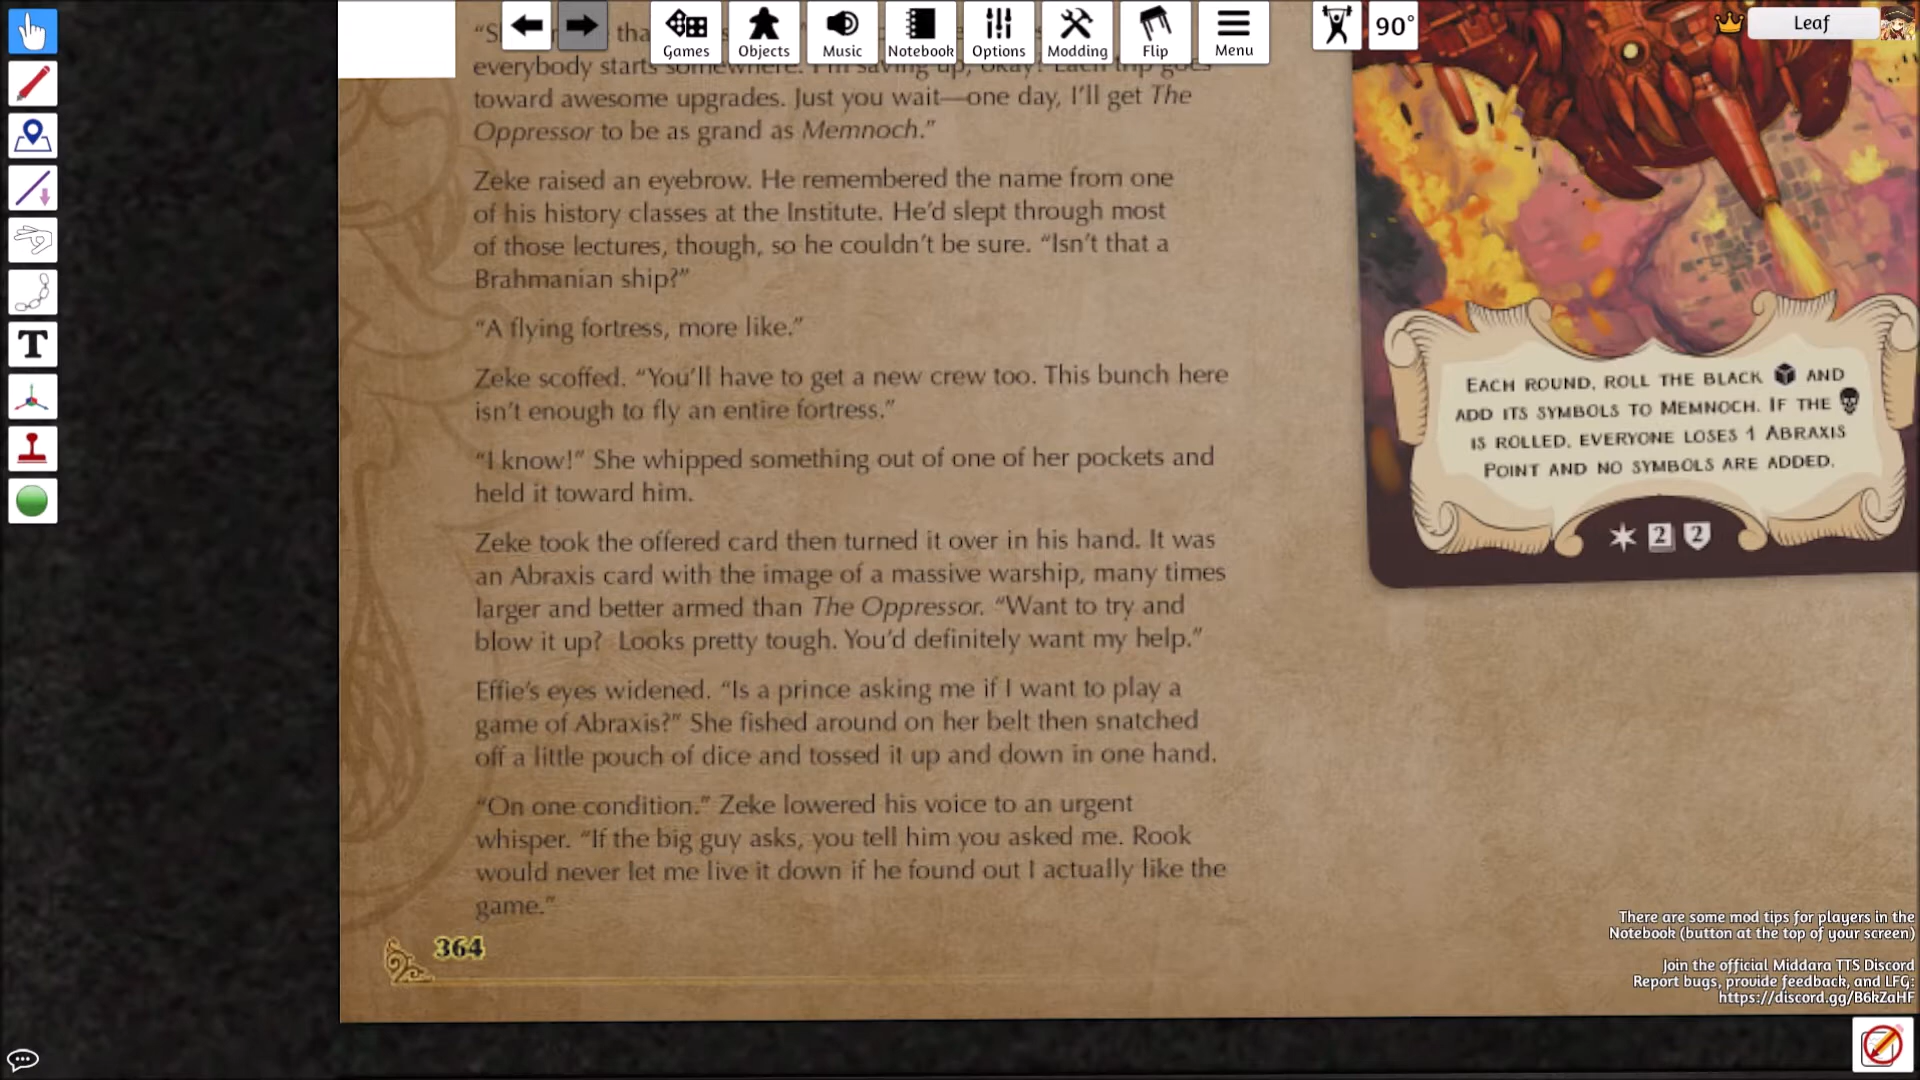 Games
Objects
Music
Notebook
Options
Modding
Flip
Menu
90°
Leaf
everybody starts somewhere. I'm saving up, okay? Each trip goes
toward awesome upgrades. Just you wait—one day, I'll get The
Oppressor to be as grand as Memnoch."
Zeke raised an eyebrow. He remembered the name from one
of his history classes at the Institute. He'd slept through most
of those lectures, though, so he couldn't be sure. "Isn't that a
Brahmanian ship?"
"A flying fortress, more like."
Zeke scoffed. "You'll have to get a new crew too. This bunch here
isn't enough to fly an entire fortress."
"I know!" She whipped something out of one of her pockets and
held it toward him.
Zeke took the offered card then turned it over in his hand. It was
an Abraxis card with the image of a massive warship, many times
larger and better armed than The Oppressor. "Want to try and
blow it up? Looks pretty tough. You'd definitely want my help."
Effie's eyes widened. "Is a prince asking me if I want to play a
game of Abraxis?" She fished around on her belt then snatched
off a little pouch of dice and tossed it up and down in one hand.
"On one condition." Zeke lowered his voice to an urgent
whisper. "If the big guy asks, you tell him you asked me. Rook
would never let me live it down if he found out I actually like the
game."
364
EACH ROUND, ROLL THE BLACK AND
ADD ITS SYMBOLS TO MEMNOCH. IF THE
IS ROLLED, EVERYONE LOSES 1 ABRAXIS
POINT AND NO SYMBOLS ARE ADDED.
2 2
There are some mod tips for players in the
Notebook (button at the top of your screen)
Join the official Middara TTS Discord
Report bugs, provide feedback, and LFG:
https://discord.gg/B6kZaHF